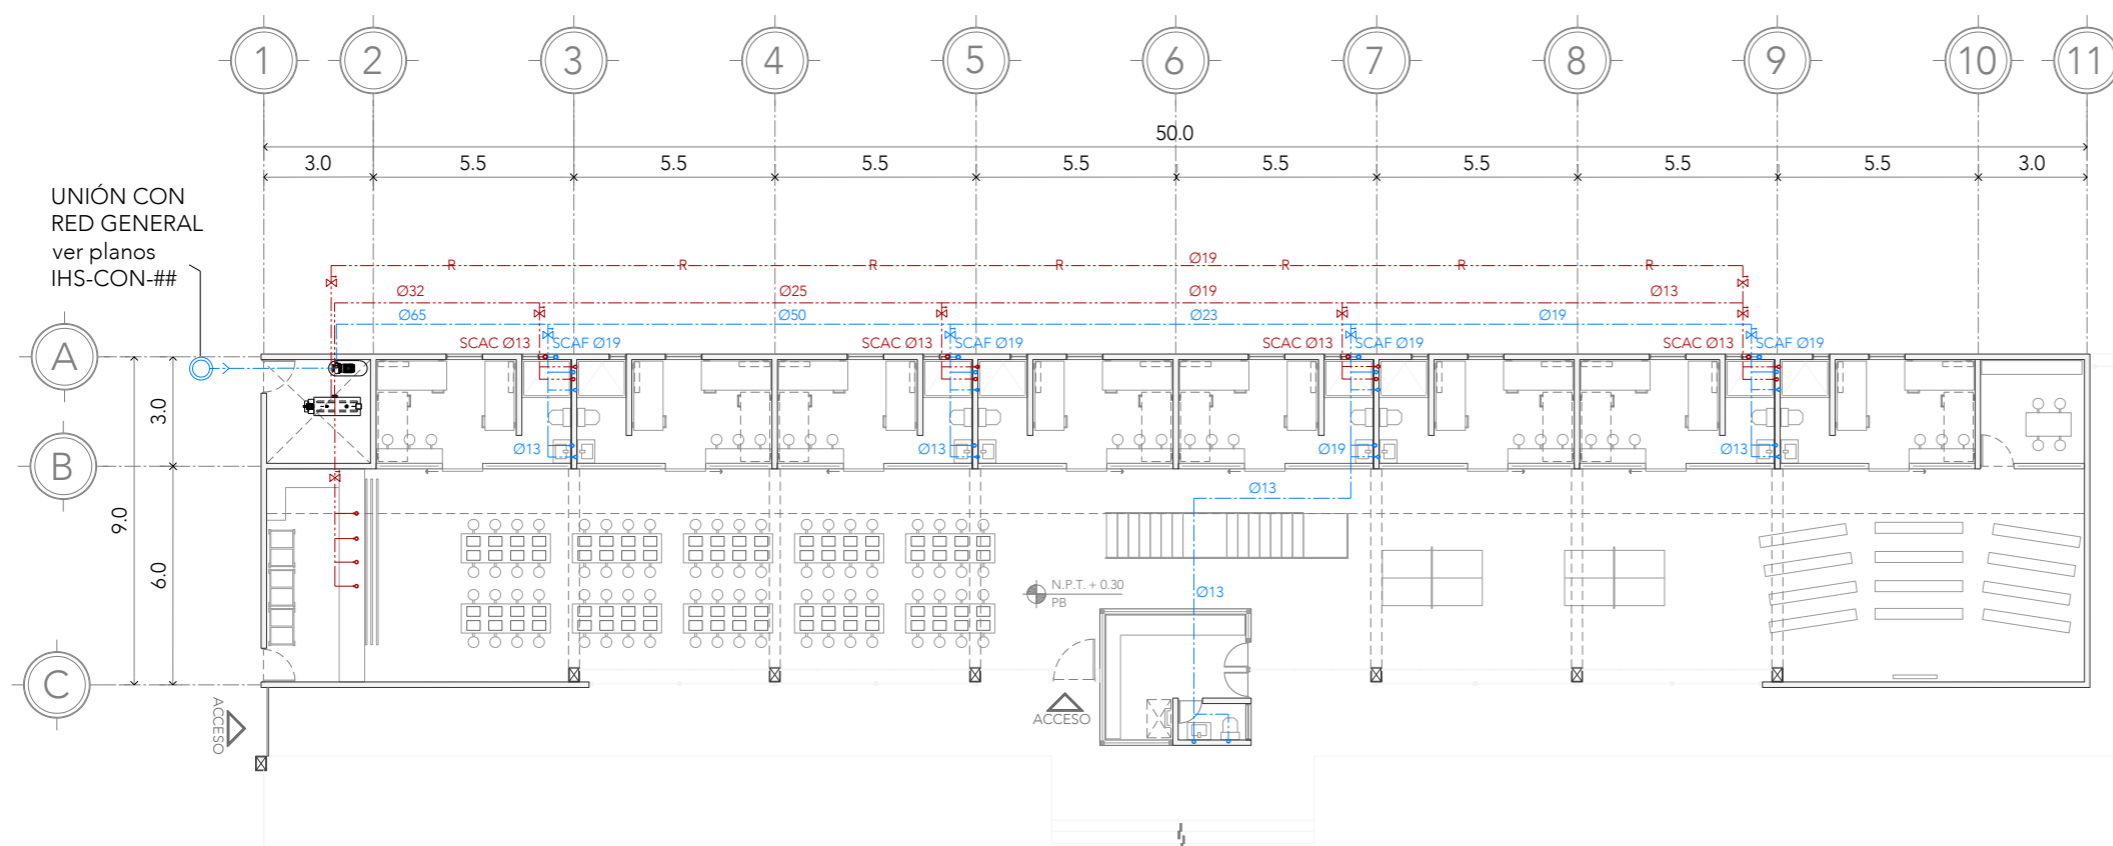 1 2 3 4 5 6 7 8 9 10 11
50.0
3.0 5.5 5.5 5.5 5.5 5.5 5.5 5.5 5.5 3.0
UNIÓN CON
RED GENERAL
ver planos
IHS-CON-##
R R R R Ø19 R R R
Ø32 Ø25 Ø19 Ø13
Ø65 Ø50 Ø23 Ø19
SCAC Ø13 SCAF Ø19 SCAC Ø13 SCAF Ø19 SCAC Ø13 SCAF Ø19 SCAC Ø13 SCAF Ø19
A
3.0
Ø13 Ø13 Ø19 Ø13
B
Ø13
9.0
6.0
N.P.T. + 0.30
PB
Ø13
C
ACCESO
ACCESO